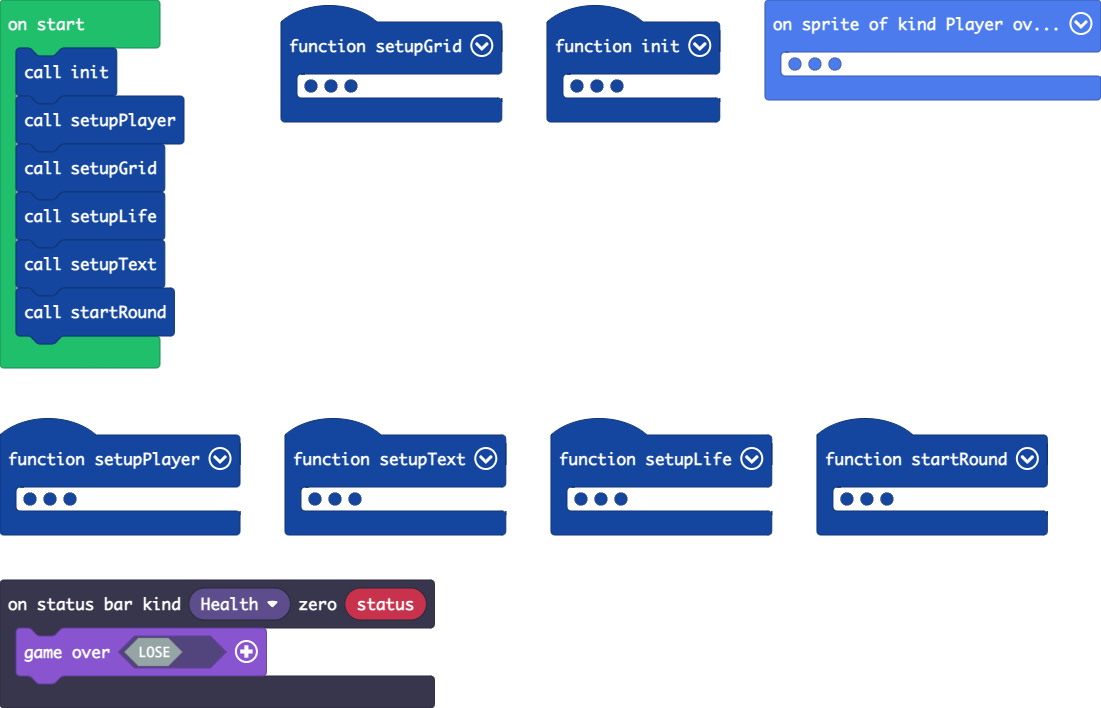 on start
call init
call setupPlayer
call setupGrid
call setupLife
call setupText
call startRound
function setupGrid
function init
on sprite of kind Player ov...
function setupPlayer
function setupText
function setupLife
function startRound
on status bar kind Health zero status
game over LOSE